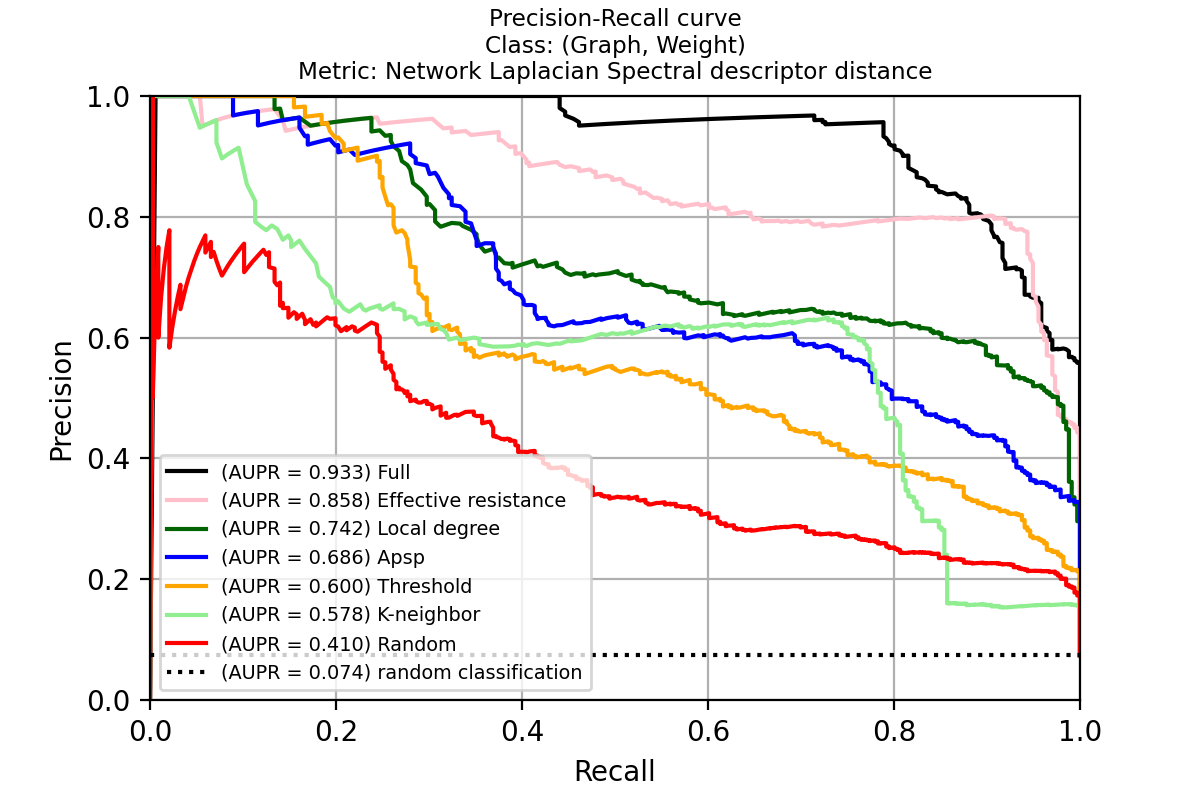 Precision-Recall curve
Class: (Graph, Weight)
Metric: Network Laplacian Spectral descriptor distance
1.0
0.8
0.6
0.4
0.2
0.0
Precision
(AUPR = 0.933) Full
(AUPR = 0.858) Effective resistance
(AUPR = 0.742) Local degree
(AUPR = 0.686) Apsp
(AUPR = 0.600) Threshold
(AUPR = 0.578) K-neighbor
(AUPR = 0.410) Random
(AUPR = 0.074) random classification
0.0 0.2 0.4 0.6 0.8 1.0
Recall